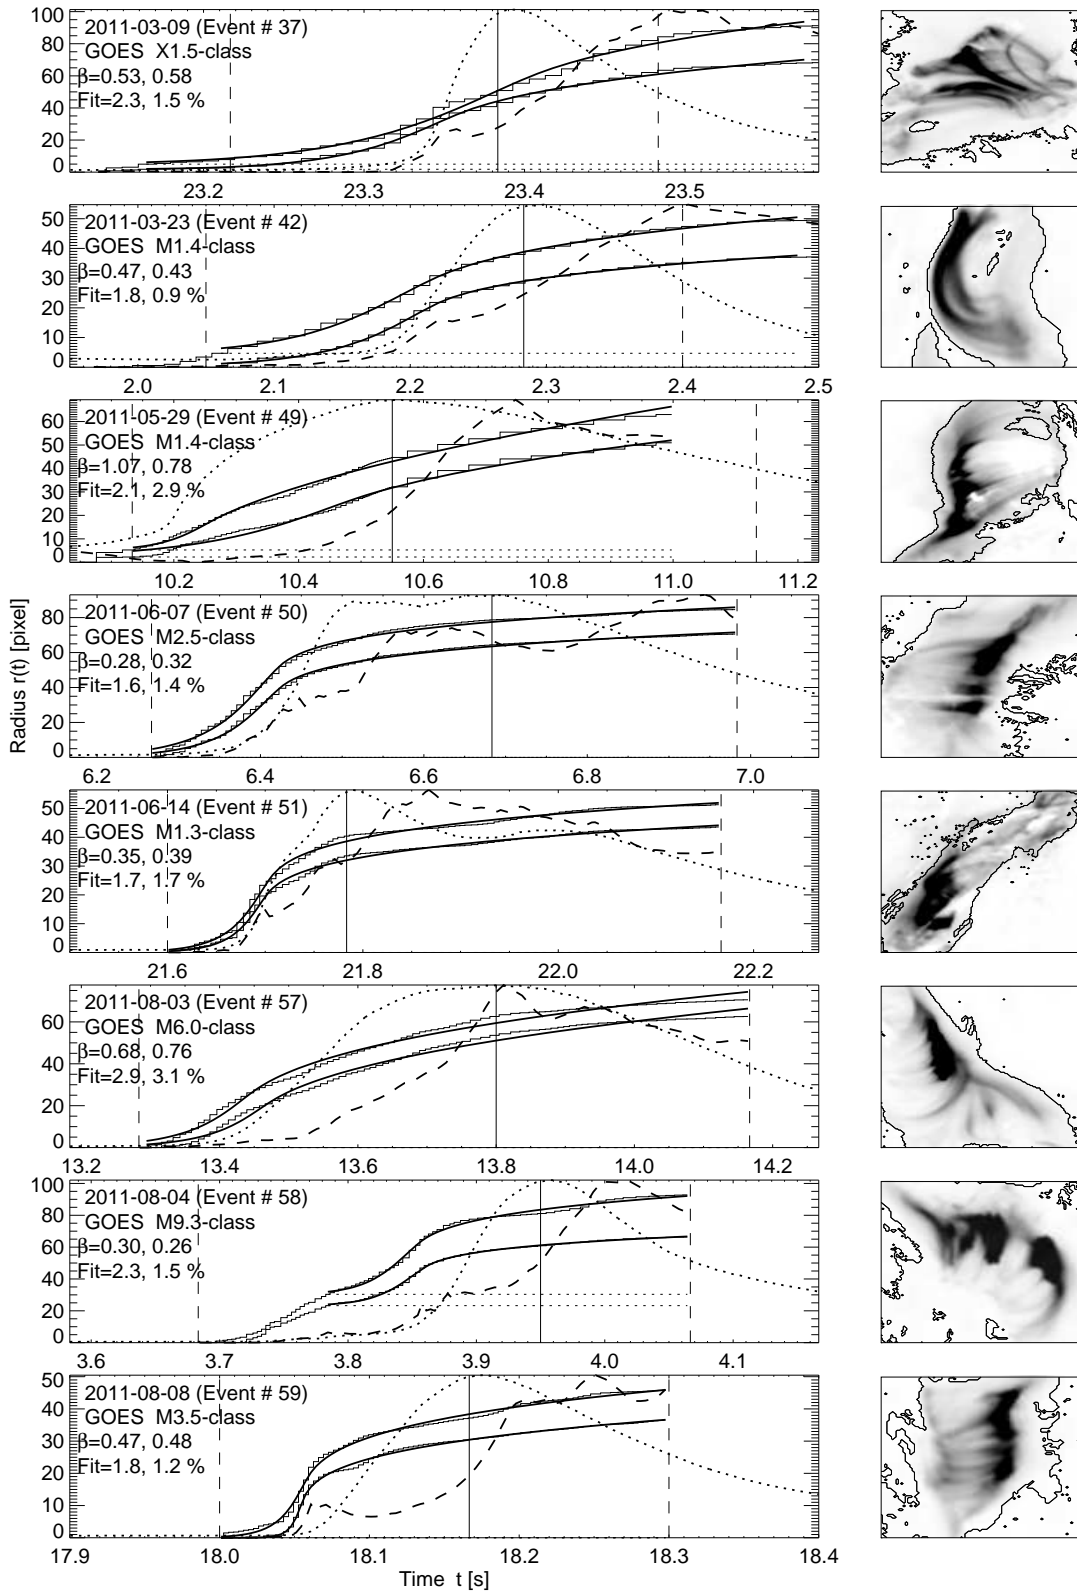 2011-03-09 (Event # 37)
GOES X1.5-class
β=0.53, 0.58
Fit=2.3, 1.5 %
100
80
60
40
20
0
23.2 23.3 23.4 23.5
2011-03-23 (Event # 42)
GOES M1.4-class
β=0.47, 0.43
Fit=1.8, 0.9 %
50
40
30
20
10
0
2.0 2.1 2.2 2.3 2.4 2.5
2011-05-29 (Event # 49)
GOES M1.4-class
β=1.07, 0.78
Fit=2.1, 2.9 %
60
50
40
30
20
10
0
10.2 10.4 10.6 10.8 11.0 11.2
2011-06-07 (Event # 50)
GOES M2.5-class
β=0.28, 0.32
Fit=1.6, 1.4 %
80
60
40
20
0
6.2 6.4 6.6 6.8 7.0
Radius r(t) [pixel]
2011-06-14 (Event # 51)
GOES M1.3-class
β=0.35, 0.39
Fit=1.7, 1.7 %
50
40
30
20
10
0
21.6 21.8 22.0 22.2
2011-08-03 (Event # 57)
GOES M6.0-class
β=0.68, 0.76
Fit=2.9, 3.1 %
60
40
20
0
13.2 13.4 13.6 13.8 14.0 14.2
2011-08-04 (Event # 58)
GOES M9.3-class
β=0.30, 0.26
Fit=2.3, 1.5 %
100
80
60
40
20
0
3.6 3.7 3.8 3.9 4.0 4.1
2011-08-08 (Event # 59)
GOES M3.5-class
β=0.47, 0.48
Fit=1.8, 1.2 %
50
40
30
20
10
0
17.9 18.0 18.1 18.2 18.3 18.4
Time t [s]